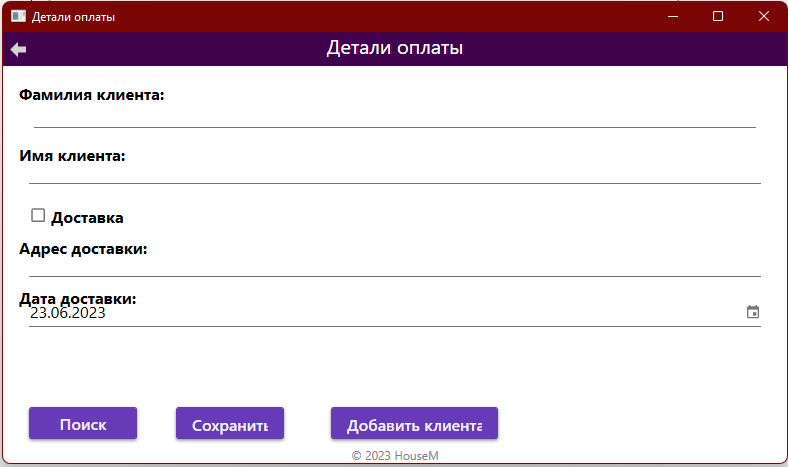 Детали оплаты
Детали оплаты
Фамилия клиента:
Имя клиента:
Доставка
Адрес доставки:
Дата доставки:
23.06.2023
Поиск Сохранить Добавить клиента
© 2023 HouseM